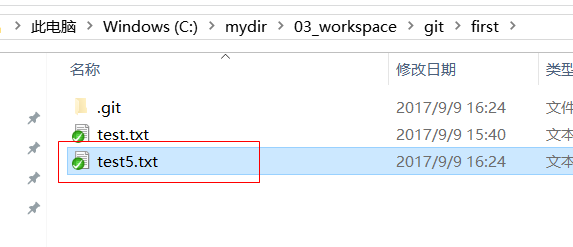 此电脑 > Windows (C:) > mydir > 03_workspace > git > first >
名称 修改日期 类型
.git 2017/9/9 16:24 文件
test.txt 2017/9/9 15:40 文本
test5.txt 2017/9/9 16:24 文本